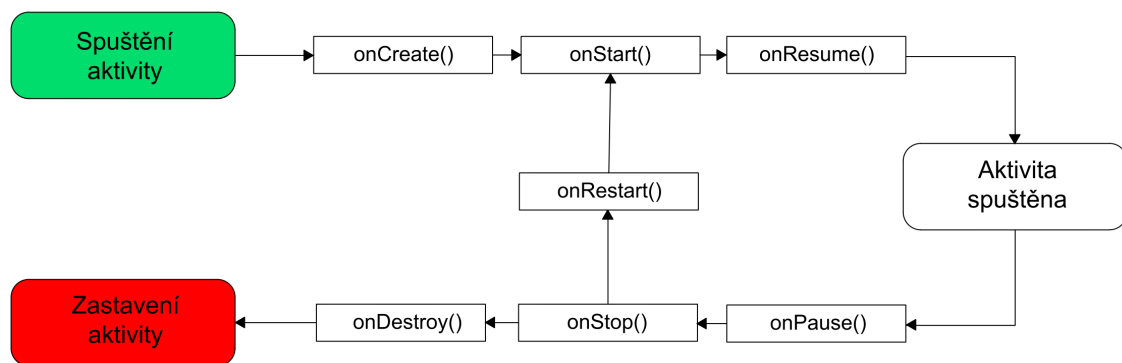 Spuštění
aktivity
onCreate()
onStart()
onResume()
Aktivita
spuštěna
onRestart()
Zastavení
aktivity
onDestroy()
onStop()
onPause()